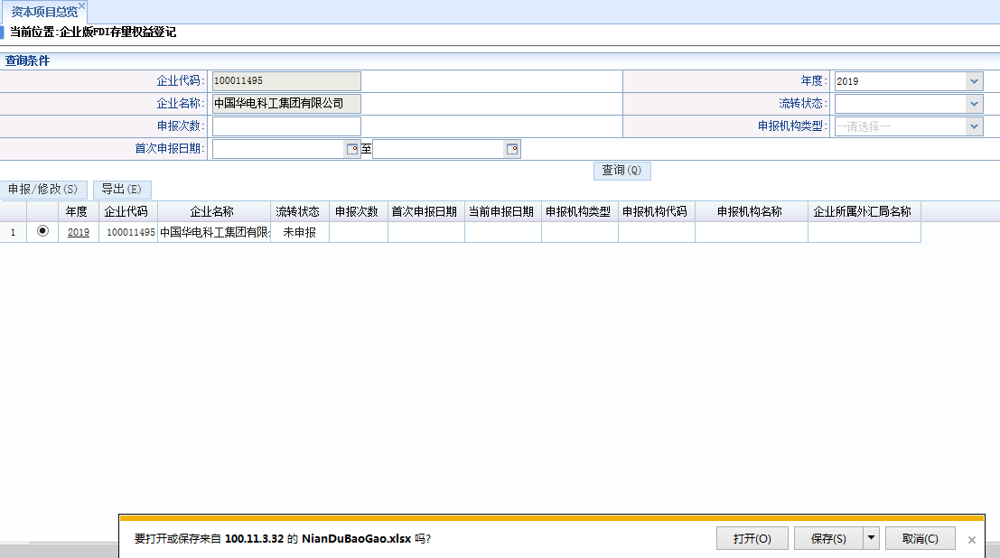 资本项目总览
当前位置:企业版FDI存量权益登记
查询条件
企业代码: 100011495 年度: 2019
企业名称: 中国华电科工集团有限公司 流转状态:
申报次数: 申报机构类型: 一请选择一
首次申报日期: 至
查询(Q)
申报/修改(S) 导出(E)
年度 企业代码 企业名称 流转状态 申报次数 首次申报日期 当前申报日期 申报机构类型 申报机构代码 申报机构名称 企业所属外汇局名称
1 2019 100011495 中国华电科工集团有限 未申报
要打开或保存来自 100.11.3.32 的 NianDuBaoGao.xlsx 吗?
打开(O) 保存(S) 取消(C)